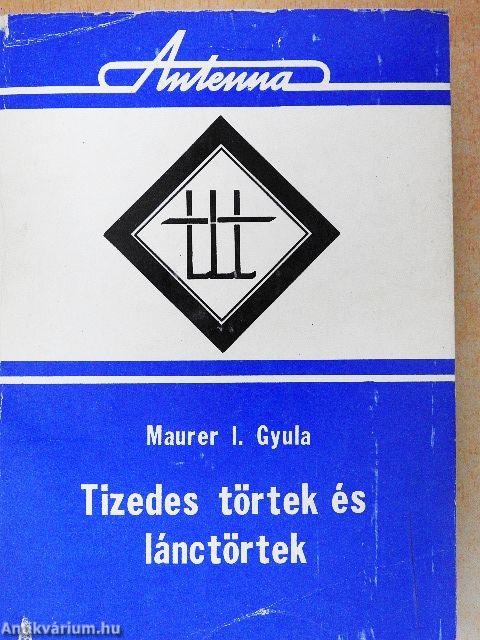 Antenna
Maurer I. Gyula
Tizedes törtek és
lánctörtek
Antikvárium.hu